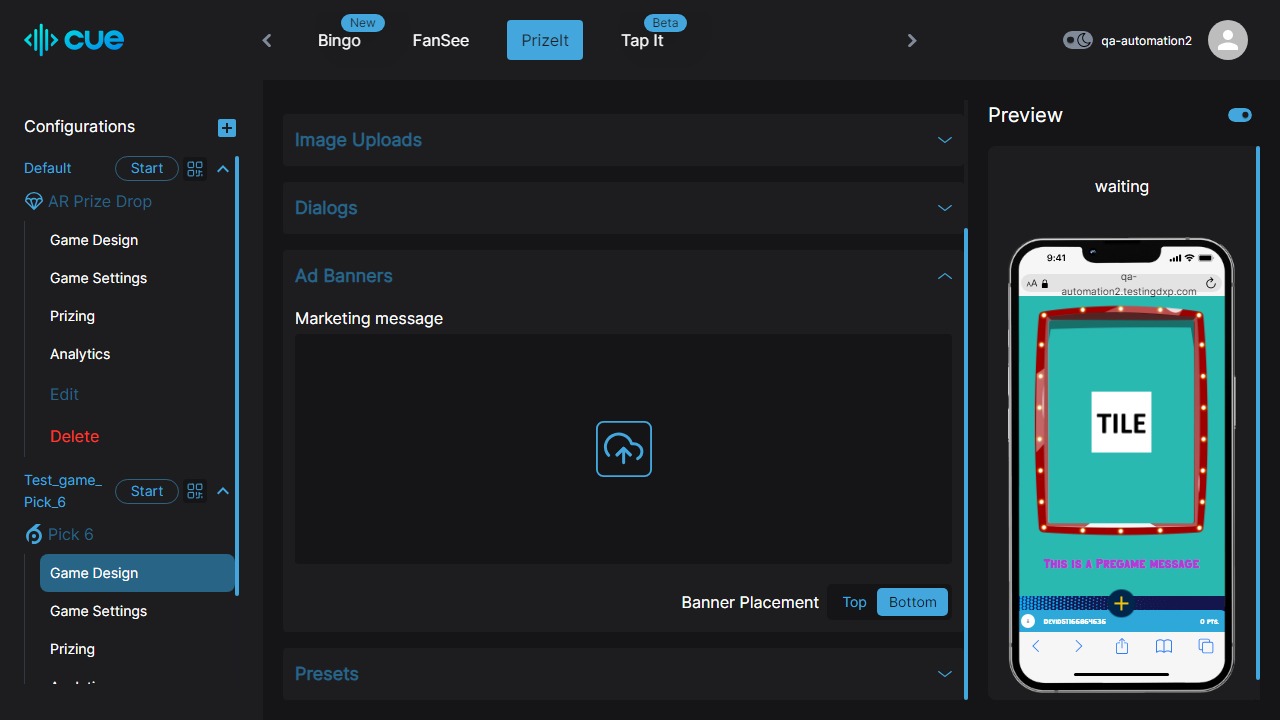 cue
New
Beta
Bingo
FanSee
PrizeIt
Tap It
qa-automation2
Configurations
Default
Start
AR Prize Drop
Game Design
Game Settings
Prizing
Analytics
Edit
Delete
Test_game_
Pick_6
Start
Pick 6
Game Design
Game Settings
Prizing
Image Uploads
Dialogs
Ad Banners
Marketing message
Banner Placement
Top
Bottom
Presets
Preview
waiting
9:41
AA
qa-
automation2.testingdxp.com
TILE
This is a Pregame message
0 PTS.